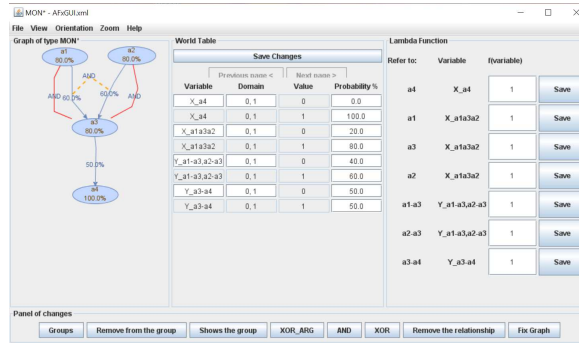 MON* - AFxGUI.xml
File View Orientation Zoom Help
Graph of type MON*
a1
80.0%
a2
80.0%
AND
AND 60.0%
60.0% AND
a3
80.0%
50.0%
a4
100.0%
World Table
Save Changes
Previous page < Next page >
Variable Domain Value Probability %
X_a4 0, 1 0 0.0
X_a4 0, 1 1 100.0
X_a1a3a2 0, 1 0 20.0
X_a1a3a2 0, 1 1 80.0
Y_a1-a3,a2-a3 0, 1 0 40.0
Y_a1-a3,a2-a3 0, 1 1 60.0
Y_a3-a4 0, 1 0 50.0
Y_a3-a4 0, 1 1 50.0
Lambda Function
Refer to: Variable f(variable)
a4 X_a4 1 Save
a1 X_a1a3a2 1 Save
a3 X_a1a3a2 1 Save
a2 X_a1a3a2 1 Save
a1-a3 Y_a1-a3,a2-a3 1 Save
a2-a3 Y_a1-a3,a2-a3 1 Save
a3-a4 Y_a3-a4 1 Save
Panel of changes
Groups Remove from the group Shows the group XOR_ARG AND XOR Remove the relationship Fix Graph